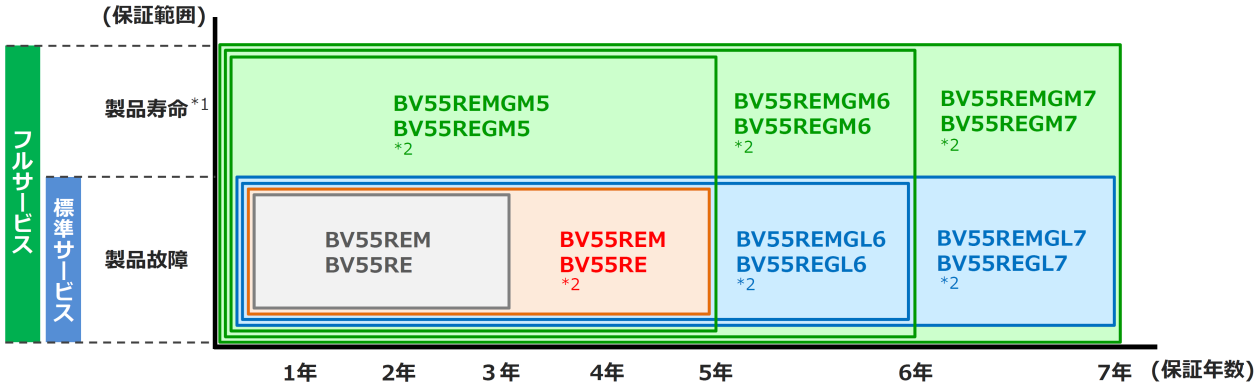 (保証範囲)
フルサービス
標準サービス
製品寿命*1
BV55REMGM5
BV55REGM5
*2
BV55REMGM6
BV55REGM6
*2
BV55REMGM7
BV55REGM7
*2
製品故障
BV55REM
BV55RE
BV55REM
BV55RE
*2
BV55REMGL6
BV55REGL6
*2
BV55REMGL7
BV55REGL7
*2
1年 2年 3年 4年 5年 6年 7年 (保証年数)